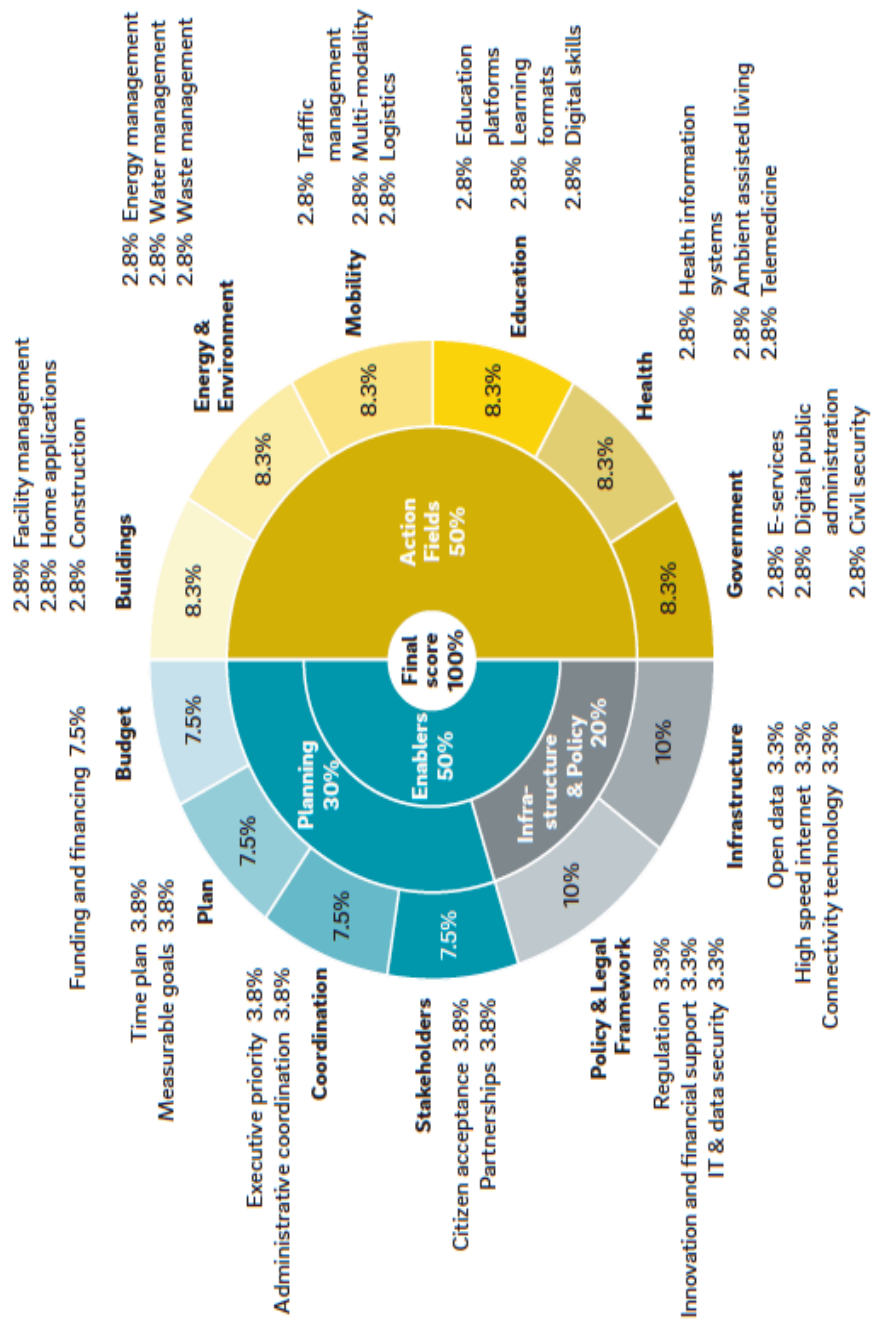 Funding and financing 7.5%
Budget
7.5%
Time plan 3.8%
Measurable goals 3.8%
Plan
7.5%
Executive priority 3.8%
Administrative coordination 3.8%
Coordination
7.5%
Stakeholders
Citizen acceptance 3.8%
Partnerships 3.8%
7.5%
Policy & Legal
Framework
Regulation 3.3%
Innovation and financial support 3.3%
IT & data security 3.3%
10%
Infrastructure
Open data 3.3%
High speed internet 3.3%
Connectivity technology 3.3%
10%
Planning
30%
Enablers
50%
Infra-
structure
& Policy
20%
Final
score
100%
Action
Fields
50%
2.8% Facility management
2.8% Home applications
2.8% Construction
Buildings
8.3%
2.8% Energy management
2.8% Water management
2.8% Waste management
Energy &
Environment
8.3%
2.8% Traffic
management
2.8% Multi-modality
2.8% Logistics
Mobility
8.3%
2.8% Education
platforms
2.8% Learning
formats
2.8% Digital skills
Education
8.3%
Health
2.8% Health information
systems
2.8% Ambient assisted living
2.8% Telemedicine
8.3%
Government
2.8% E-services
2.8% Digital public
administration
2.8% Civil security
8.3%